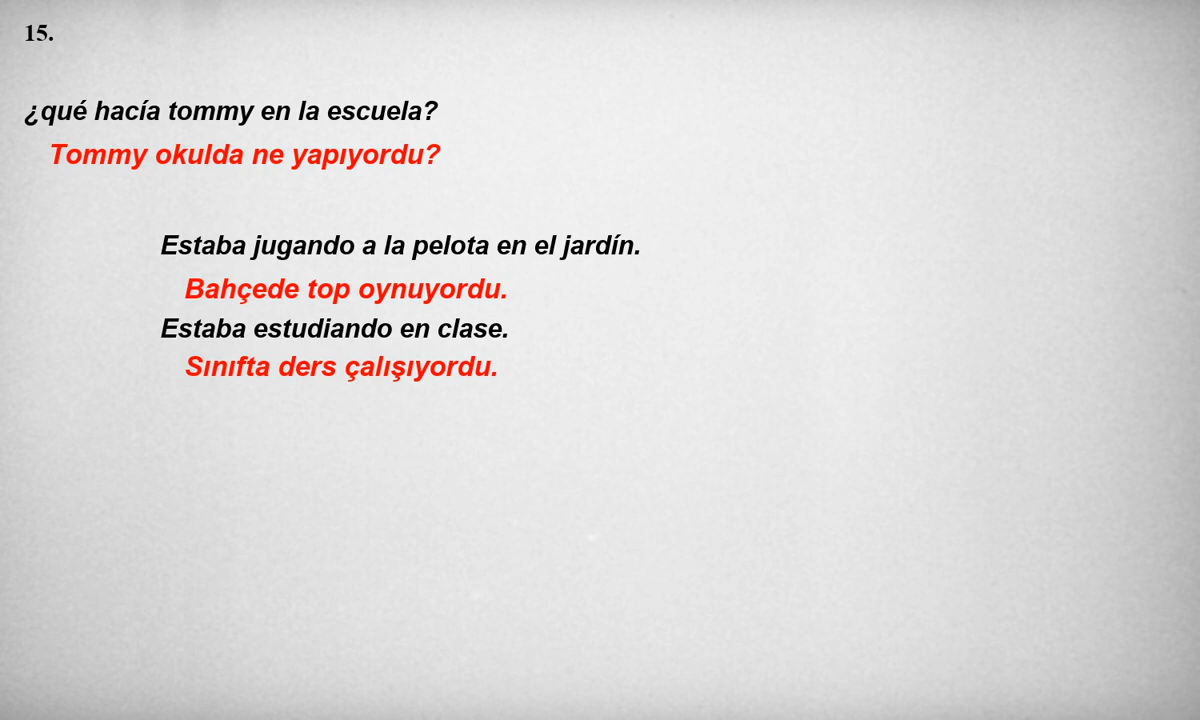 15.
¿qué hacía tommy en la escuela?
Tommy okulda ne yapıyordu?
Estaba jugando a la pelota en el jardín.
Bahçede top oynuyordu.
Estaba estudiando en clase.
Sınıfta ders çalışıyordu.